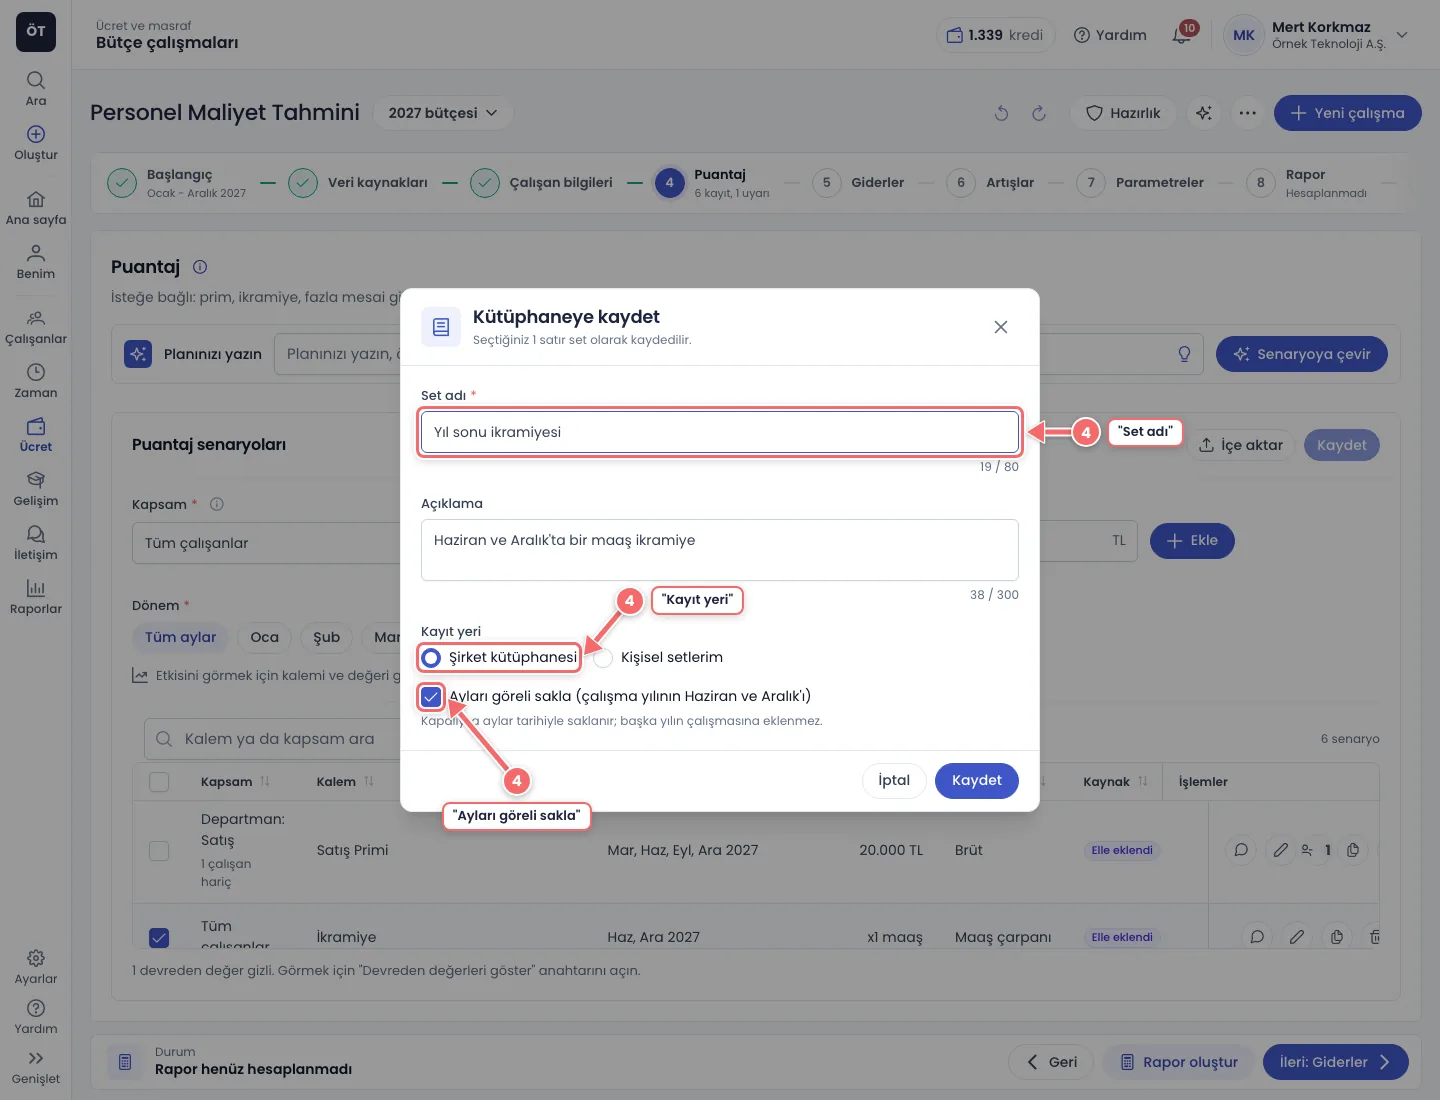 ÖT
Ücret ve masraf
Bütçe çalışmaları
1.339 kredi
Yardım
10
MK
Mert Korkmaz
Örnek Teknoloji A.Ş.
Ara
Oluştur
Ana sayfa
Benim
Çalışanlar
Zaman
Ücret
Gelişim
İletişim
Raporlar
Ayarlar
Yardım
Genişlet
Personel Maliyet Tahmini
2027 bütçesi
Hazırlık
Yeni çalışma
Başlangıç
Ocak - Aralık 2027
Veri kaynakları
Çalışan bilgileri
4
Puantaj
6 kayıt, 1 uyarı
5
Giderler
6
Artışlar
7
Parametreler
8
Rapor
Hesaplanmadı
Puantaj
İsteğe bağlı: prim, ikramiye, fazla mesai gi
Planınızı yazın
Planınızı yazın, ö
Senaryoya çevir
Puantaj senaryoları
İçe aktar
Kaydet
Kapsam *
Tüm çalışanlar
TL
Ekle
Dönem *
Tüm aylar
Oca
Şub
Mar
Etkisini görmek için kalemi ve değeri g
Kalem ya da kapsam ara
6 senaryo
Kapsam
Kalem
Kaynak
İşlemler
Departman:
Satış
1 çalışan
hariç
Satış Primi
Mar, Haz, Eyl, Ara 2027
20.000 TL
Brüt
Elle eklendi
1
Tüm
çalışanlar
İkramiye
Haz, Ara 2027
x1 maaş
Maaş çarpanı
Elle eklendi
1 devreden değer gizli. Görmek için "Devreden değerleri göster" anahtarını açın.
Durum
Rapor henüz hesaplanmadı
Geri
Rapor oluştur
İleri: Giderler
Kütüphaneye kaydet
Seçtiğiniz 1 satır set olarak kaydedilir.
Set adı *
Yıl sonu ikramiyesi
19 / 80
4
"Set adı"
Açıklama
Haziran ve Aralık'ta bir maaş ikramiye
38 / 300
4
"Kayıt yeri"
Kayıt yeri
Şirket kütüphanesi
Kişisel setlerim
Ayları göreli sakla (çalışma yılının Haziran ve Aralık'ı)
aylar tarihiyle saklanır; başka yılın çalışmasına eklenmez.
4
"Ayları göreli sakla"
İptal
Kaydet